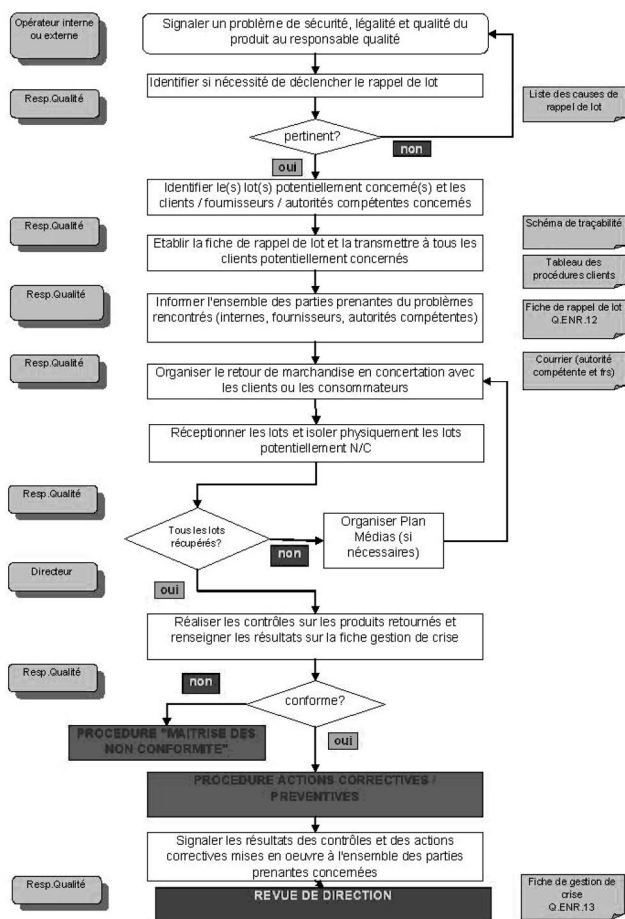 Opérateur interne
ou externe
Signaler un problème de sécurité, légalité et qualité du
produit au responsable qualité
Resp.Qualité
Identifier si nécessité de déclencher le rappel de lot
Liste des causes de
rappel de lot
pertinent?
non
oui
Identifier le(s) lot(s) potentiellement concerné(s) et les
clients / fournisseurs / autorités compétentes concernés
Resp.Qualité
Etablir la fiche de rappel de lot et la transmettre à tous les
clients potentiellement concernés
Schéma de traçabilité
Tableau des
procédures clients
Resp.Qualité
Informer l'ensemble des parties prenantes du problèmes
rencontrés (internes, fournisseurs, autorités compétentes)
Fiche de rappel de lot
Q.ENR.12
Resp.Qualité
Organiser le retour de marchandise en concertation avec
les clients ou les consommateurs
Courrier (autorité
compétente et frs)
Réceptionner les lots et isoler physiquement les lots
potentiellement N/C
Resp.Qualité
Tous les lots
récupérés?
non
Organiser Plan
Médias (si
nécessaires)
Directeur
oui
Réaliser les contrôles sur les produits retournés et
renseigner les résultats sur la fiche gestion de crise
Resp.Qualité
non
conforme?
PROCEDURE "MAITRISE DES
NON CONFORMITE"
oui
PROCEDURE ACTIONS CORRECTIVES /
PREVENTIVES
Signaler les résultats des contrôles et des actions
correctives mises en oeuvre à l'ensemble des parties
prenantes concernées
Resp.Qualité
REVUE DE DIRECTION
Fiche de gestion de
crise
Q.ENR.13